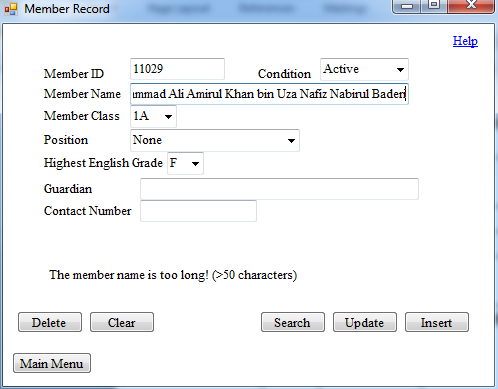 Member Record
Help
Member ID 11029 Condition Active
Member Name ammad Ali Amirul Khan bin Uza Nafiz Nabirul Baden
Member Class 1A
Position None
Highest English Grade F
Guardian
Contact Number
The member name is too long! (>50 characters)
Delete Clear Search Update Insert
Main Menu